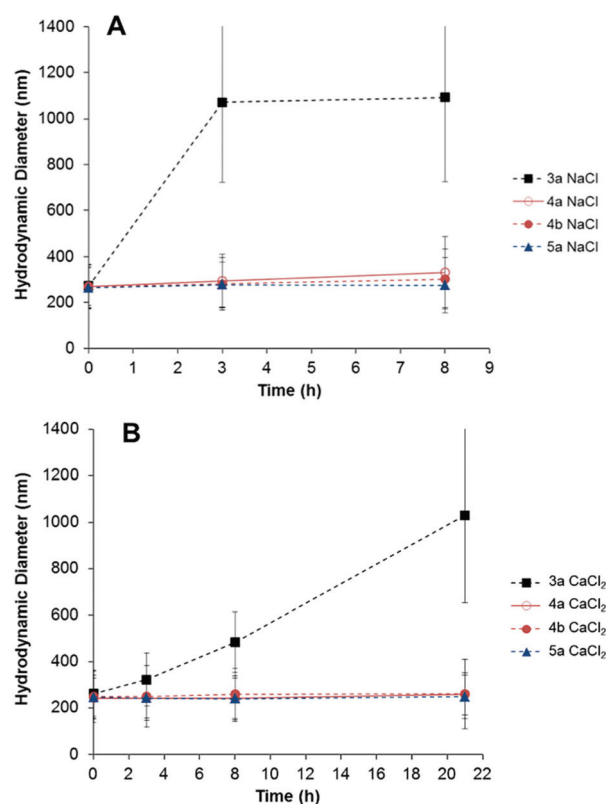 A
1400
1200
1000
800
600
400
200
0
Hydrodynamic Diameter (nm)
0 1 2 3 4 5 6 7 8 9
Time (h)
3a NaCl
4a NaCl
4b NaCl
5a NaCl
B
1400
1200
1000
800
600
400
200
0
Hydrodynamic Diameter (nm)
0 2 4 6 8 10 12 14 16 18 20 22
Time (h)
3a CaCl₂
4a CaCl₂
4b CaCl₂
5a CaCl₂